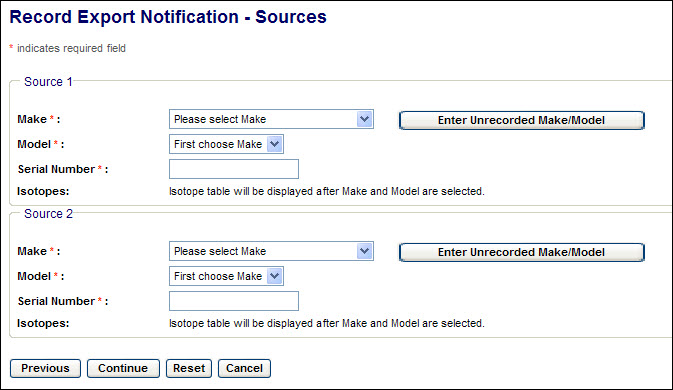 Record Export Notification - Sources
* indicates required field
Source 1
Make * : Please select Make Enter Unrecorded Make/Model
Model * : First choose Make
Serial Number * :
Isotopes: Isotope table will be displayed after Make and Model are selected.
Source 2
Make * : Please select Make Enter Unrecorded Make/Model
Model * : First choose Make
Serial Number * :
Isotopes: Isotope table will be displayed after Make and Model are selected.
Previous Continue Reset Cancel